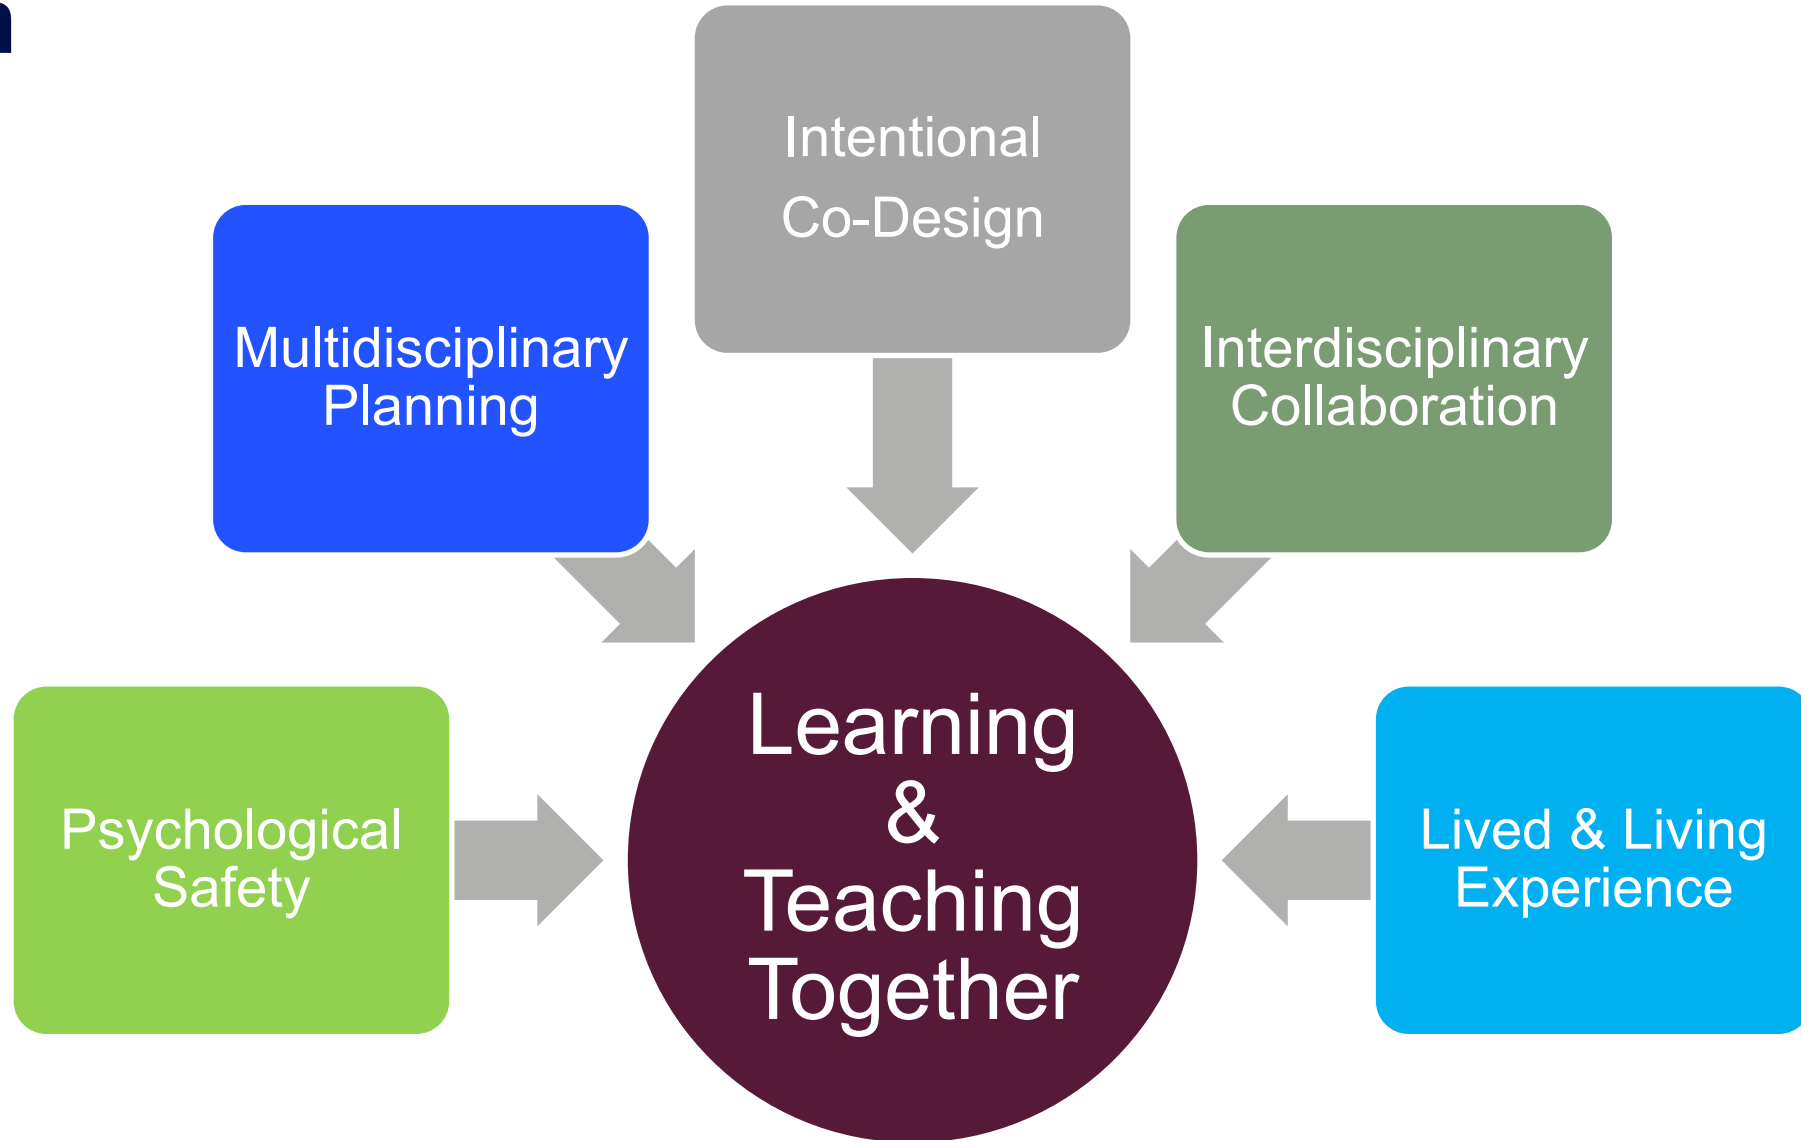 Intentional
Co-Design
Multidisciplinary
Planning
Interdisciplinary
Collaboration
Psychological
Safety
Learning
&
Teaching
Together
Lived & Living
Experience